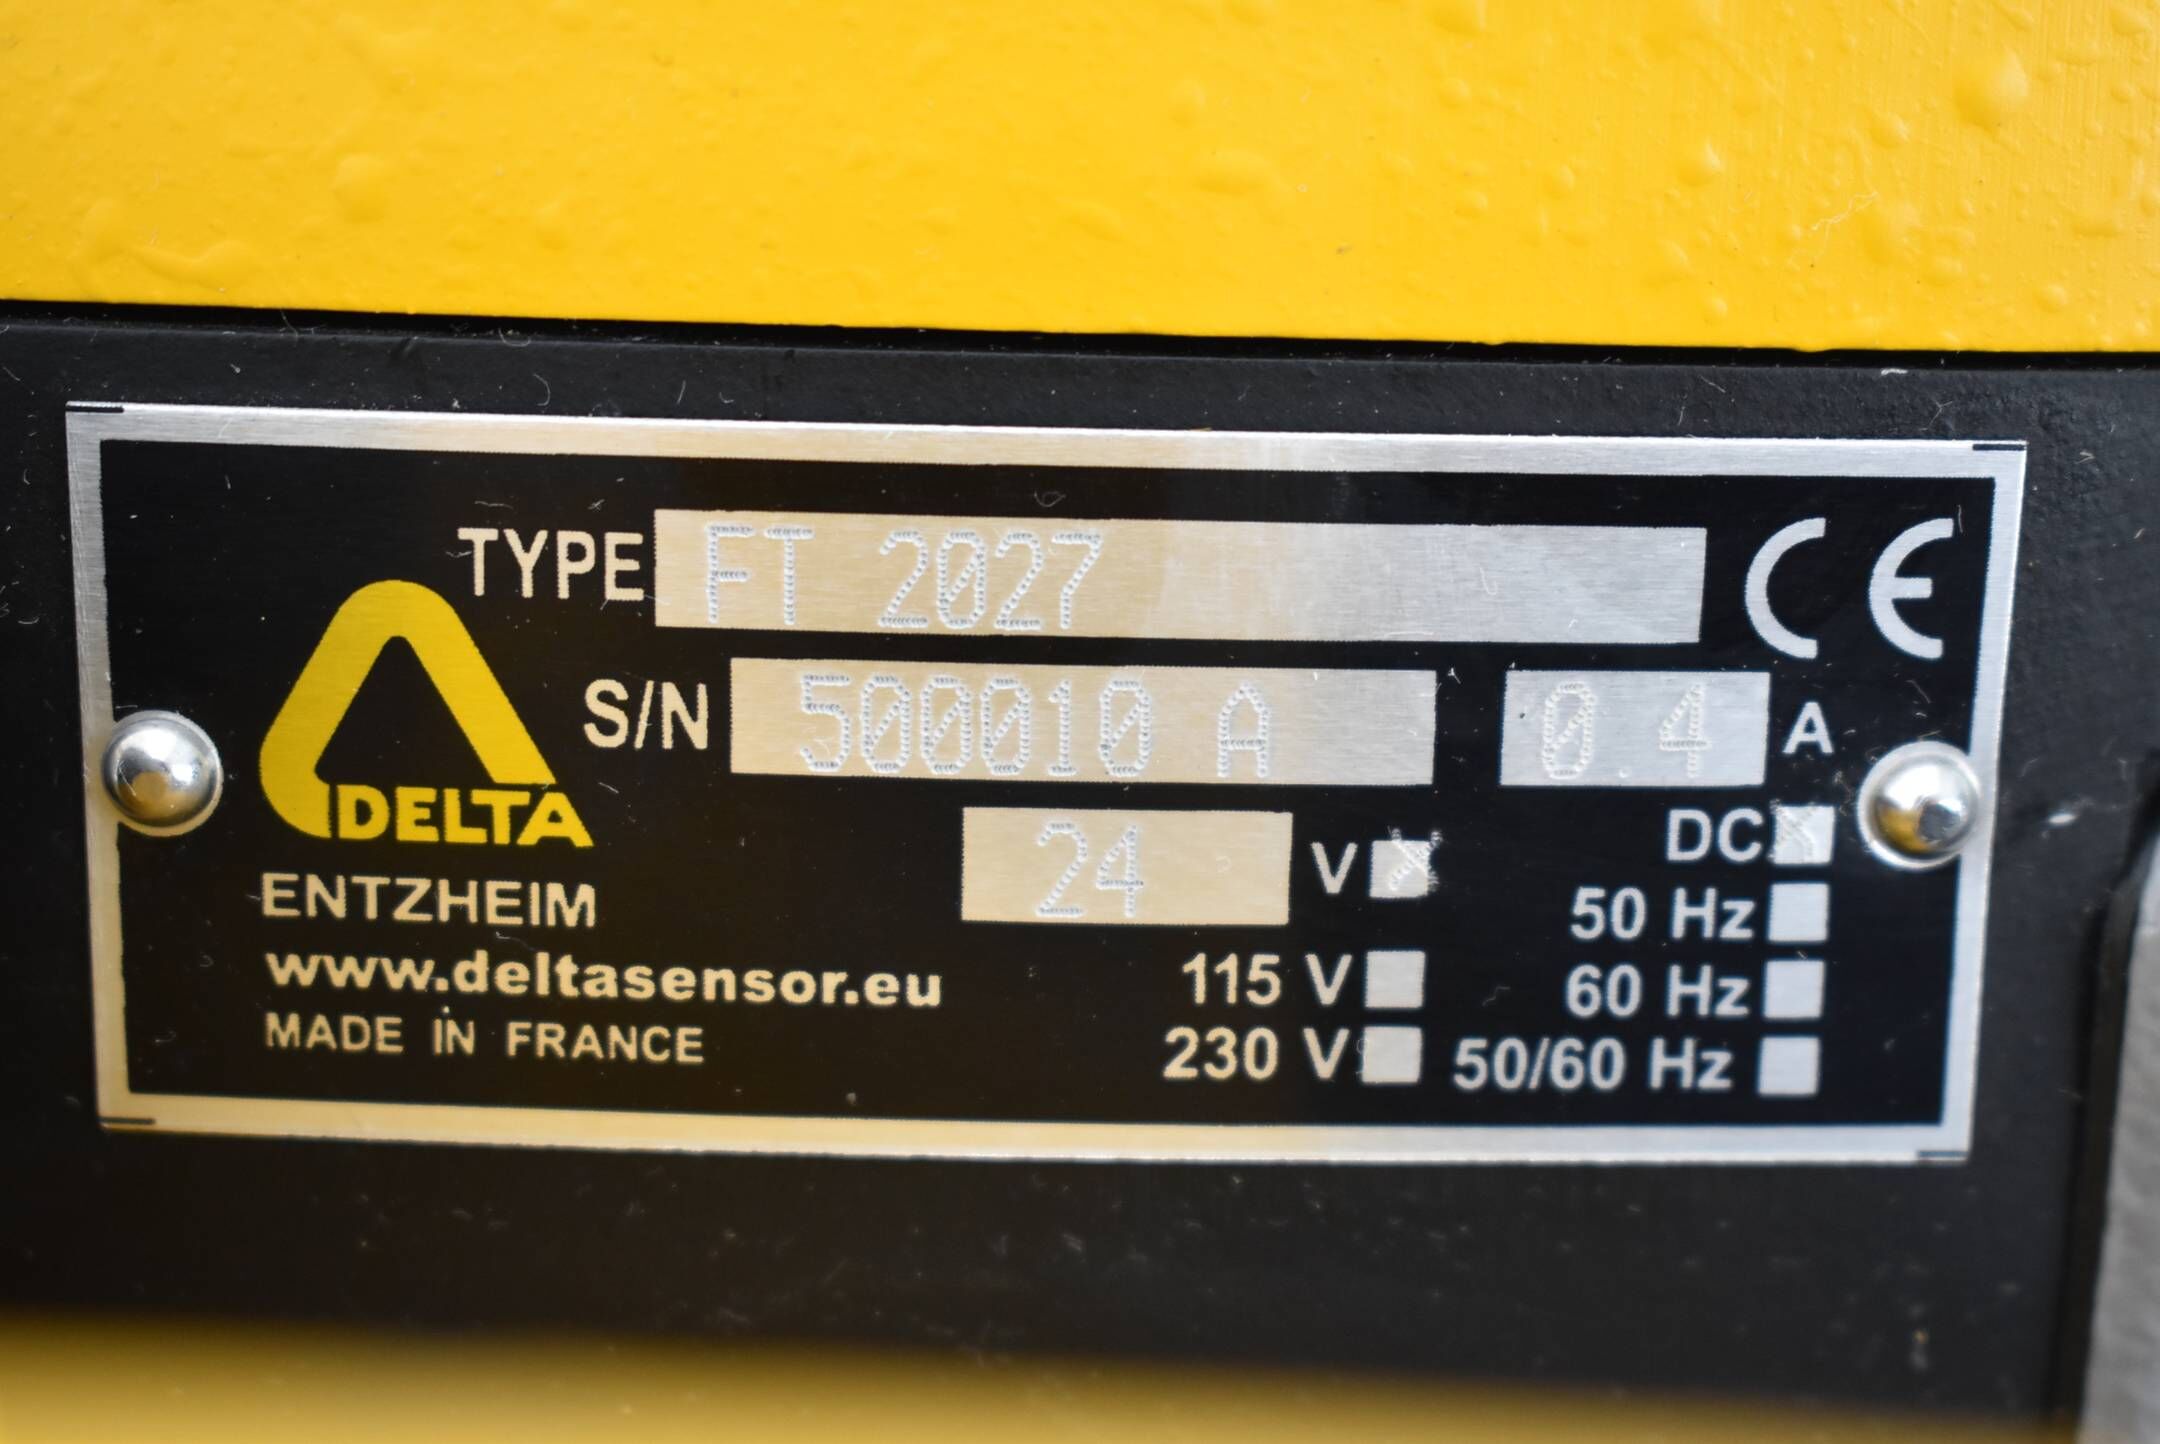 TYPE FT 2027 CE
S/N 500010 A 0.4 A
DELTA
24 V X DC X
ENTZHEIM
50 Hz
www.deltasensor.eu
115 V 60 Hz
MADE IN FRANCE
230 V 50/60 Hz